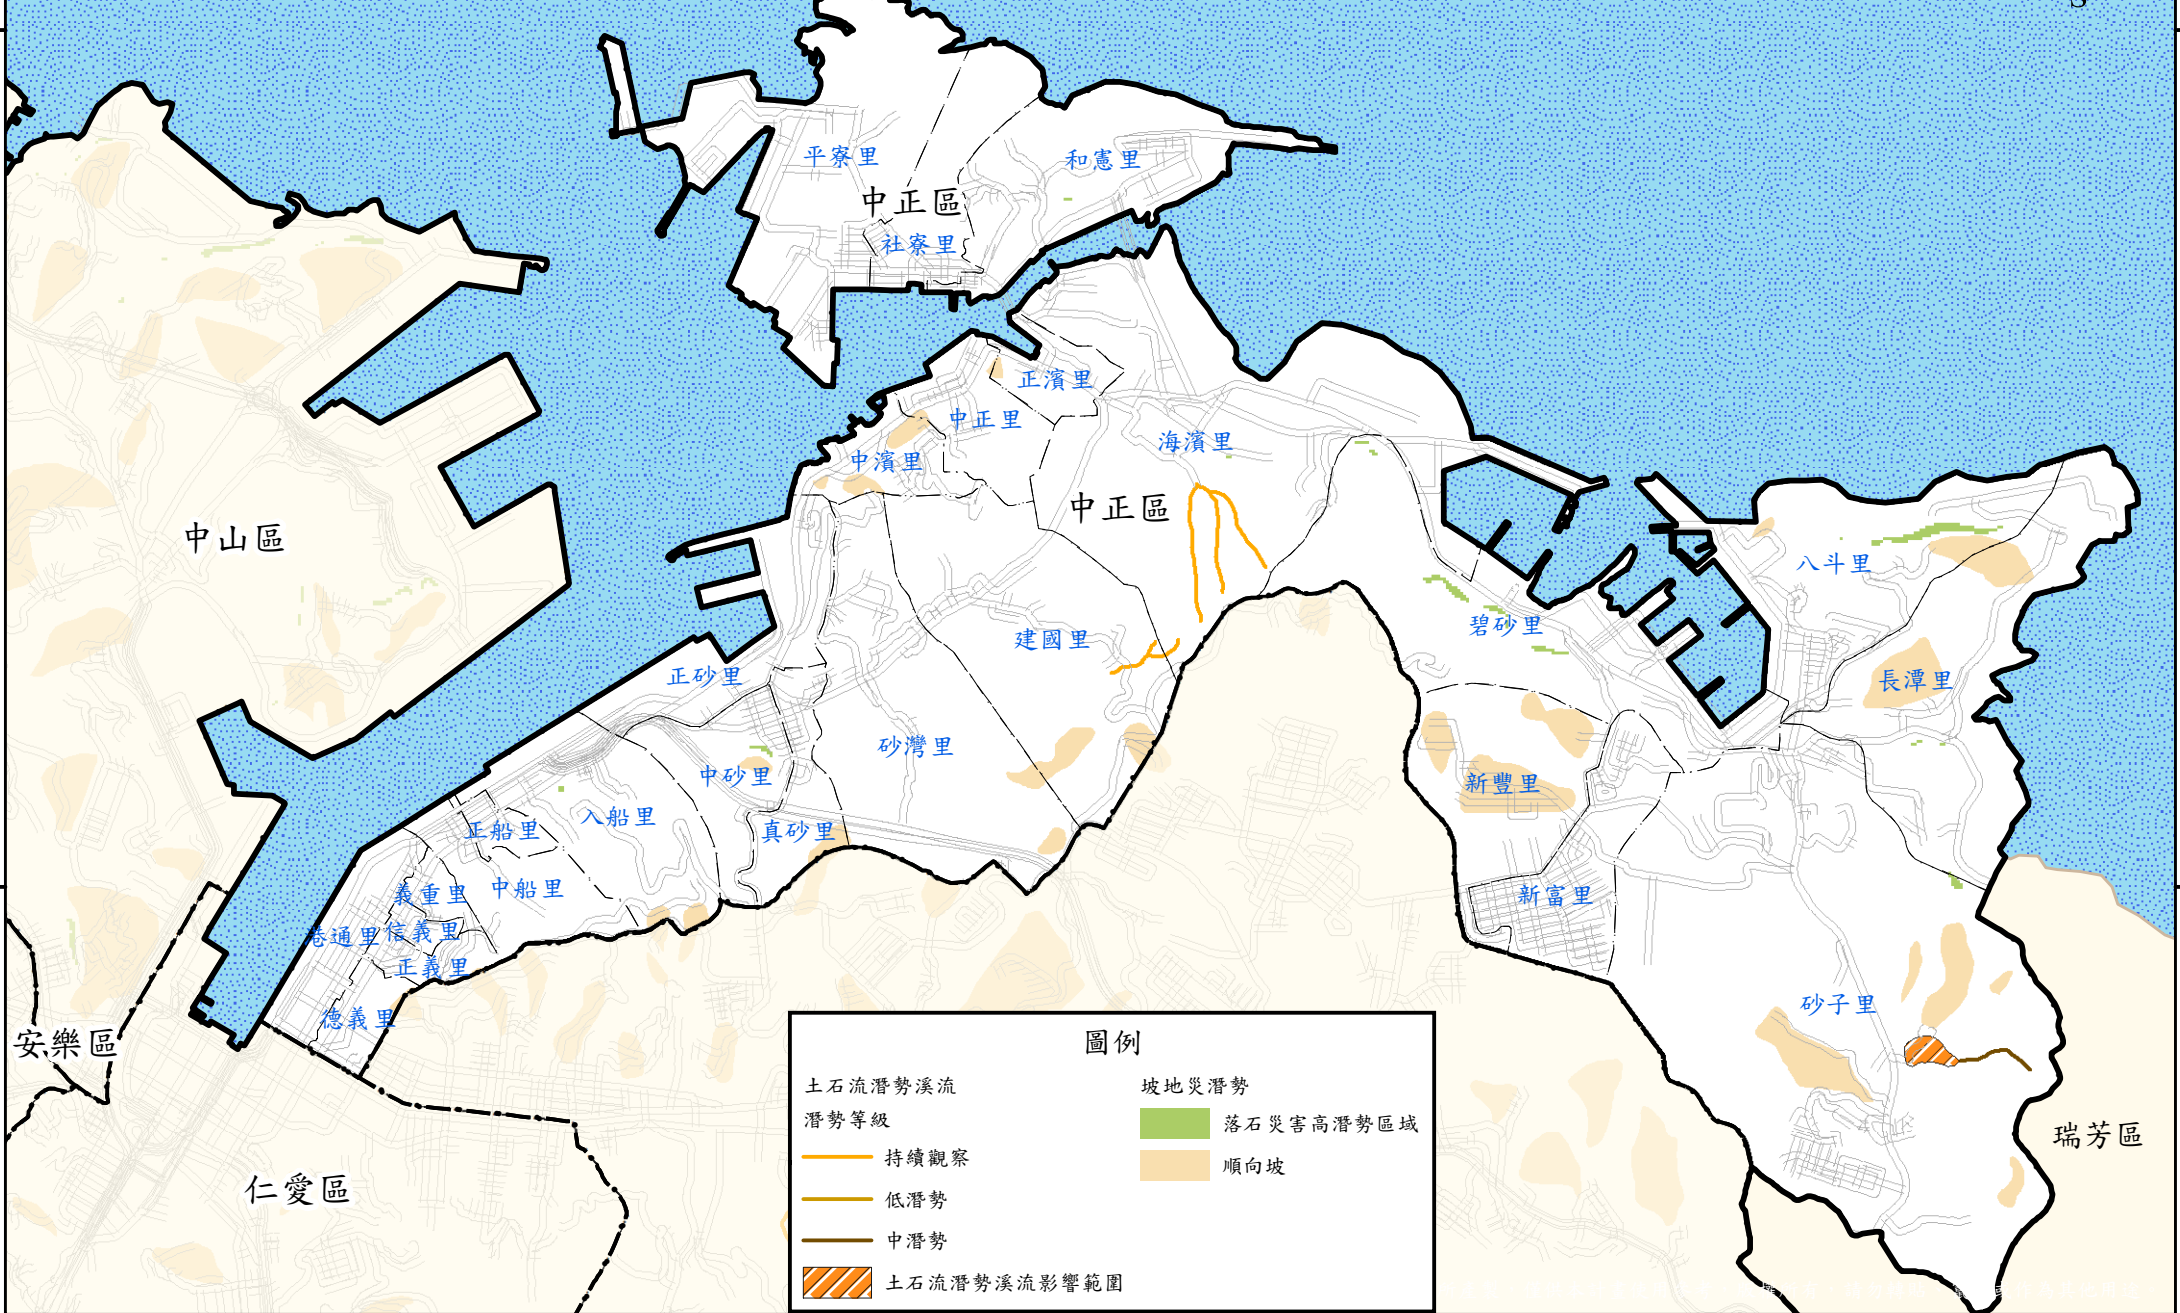 S
平寮里
和憲里
中正區
社寮里
正濱里
中正里
海濱里
中濱里
中正區
中山區
八斗里
碧砂里
建國里
正砂里
長潭里
砂灣里
中砂里
新豐里
入船里
正船里
真砂里
中船里
義重里
新富里
信義里
港通里
正義里
砂子里
德義里
安樂區
瑞芳區
仁愛區
圖例
土石流潛勢溪流
潛勢等級
持續觀察
低潛勢
中潛勢
土石流潛勢溪流影響範圍
坡地災潛勢
落石災害高潛勢區域
順向坡